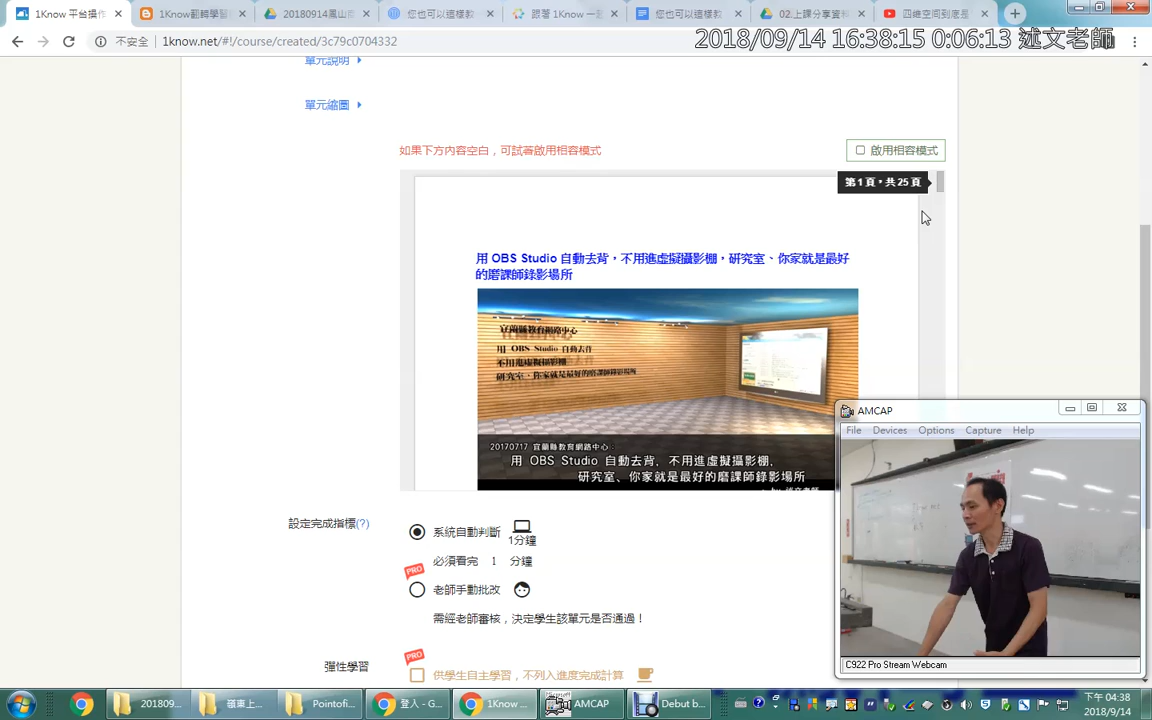 1Know 平台操作
1Know翻轉學習
20180914鳳山
您也可以這樣教
跟著 1Know 一
您也可以這樣教
02.上課分享資料
四維空間到底是
不安全 1know.net/#!/course/created/3c79c0704332
2018/09/14 16:38:15 0:06:13 述文老師
單元說明
單元縮圖
如果下方內容空白，可試著啟用相容模式
啟用相容模式
第 1 頁，共 25 頁
用 OBS Studio 自動去背，不用進虛擬攝影棚，研究室、你家就是最好
的磨課師錄影場所
宜蘭縣教育網路中心
用 OBS Studio 自動去背
不用進虛擬攝影棚
研究室、你家就是最好的磨課師錄影場所
20170717 宜蘭縣教育網路中心：
用 OBS Studio 自動去背，不用進虛擬攝影棚，
研究室、你家就是最好的磨課師錄影場所
AMCAP
File Devices Options Capture Help
設定完成指標(?)
系統自動判斷
1分鐘
必須看完 1 分鐘
PRO
老師手動批改
需經老師審核，決定學生該單元是否通過！
PRO
彈性學習
供學生自主學習，不列入進度完成計算
C922 Pro Stream Webcam
201809...
Pointofi...
登入 - G...
1Know ...
AMCAP
Debut b...
下午 04:38
2018/9/14